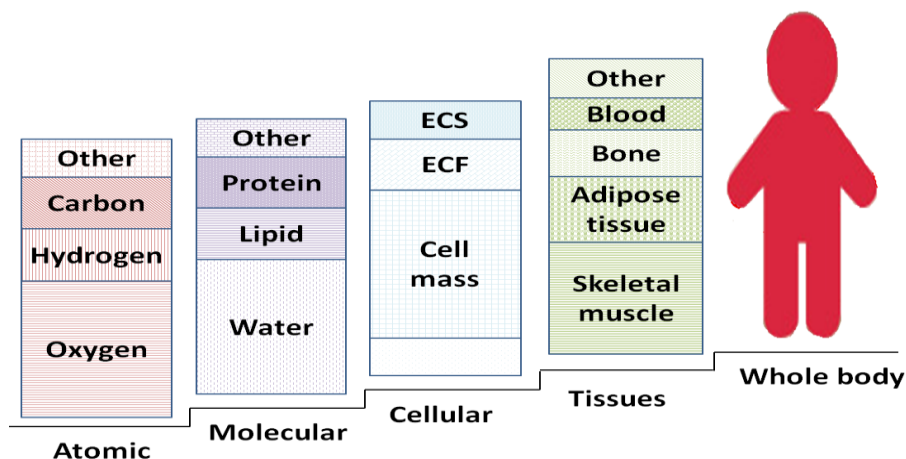 Other
Carbon
Hydrogen
Oxygen
Atomic
Other
Protein
Lipid
Water
Molecular
ECS
ECF
Cell
mass
Cellular
Other
Blood
Bone
Adipose
tissue
Skeletal
muscle
Tissues
Whole body